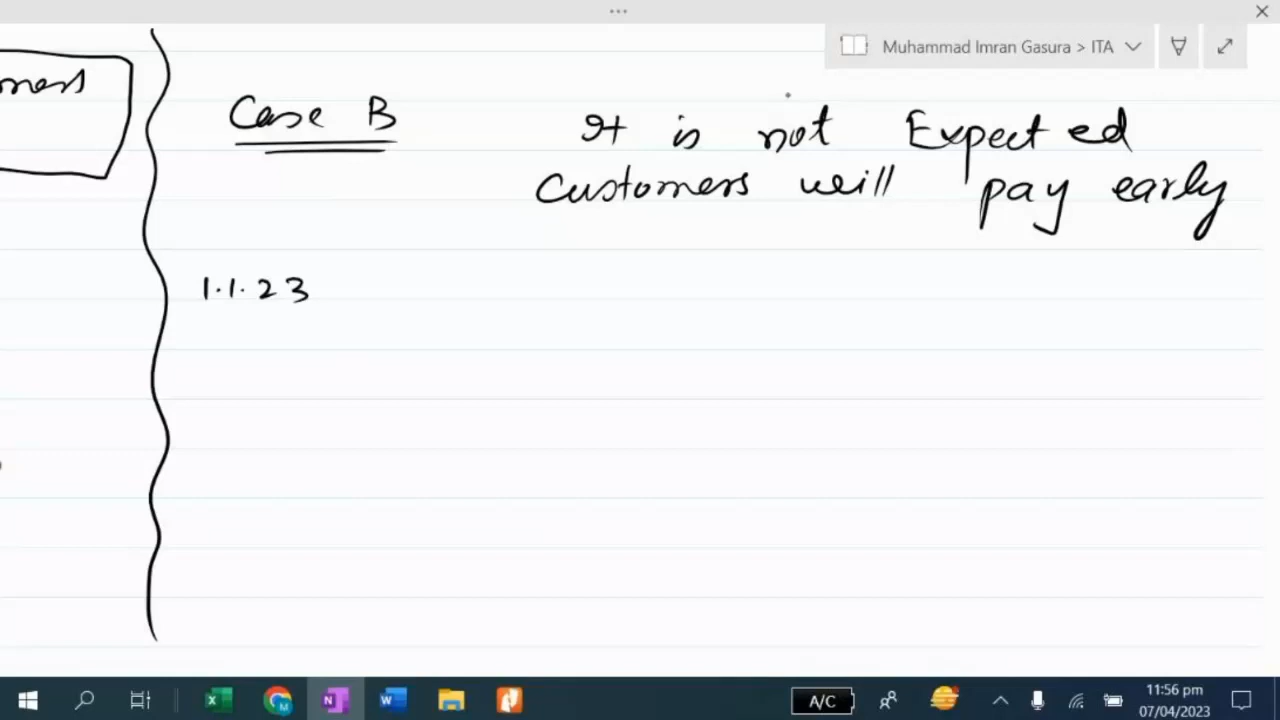 Muhammad Imran Gasura > ITA
Case B
It is not Expected
customers will pay early
1.1.23
A/C
11:56 pm
07/04/2023